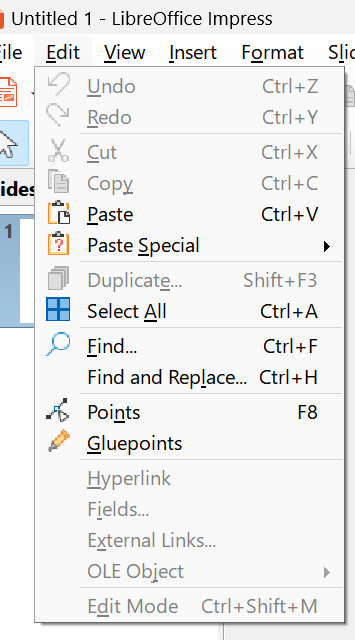 Untitled 1 - LibreOffice Impress
ile Edit View Insert Format Slid
Undo Ctrl+Z
Redo Ctrl+Y
Cut Ctrl+X
Copy Ctrl+C
ides
Paste Ctrl+V
1
Paste Special
Duplicate... Shift+F3
Select All Ctrl+A
Find... Ctrl+F
Find and Replace... Ctrl+H
Points F8
Gluepoints
Hyperlink
Fields...
External Links...
OLE Object
Edit Mode Ctrl+Shift+M